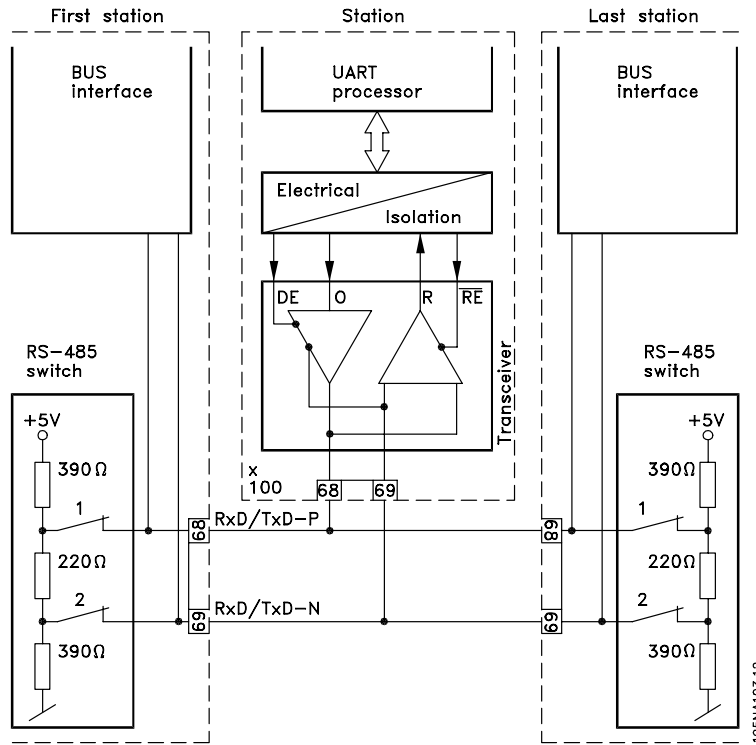 First station
Station
Last station
BUS
interface
UART
processor
BUS
interface
Electrical
Isolation
DE
O
R
RE
Transceiver
RS-485
switch
RS-485
switch
+5V
+5V
390Ω
390Ω
x
100
68
69
1
68
RxD/TxD-P
68
1
220Ω
220Ω
2
69
RxD/TxD-N
69
2
390Ω
390Ω